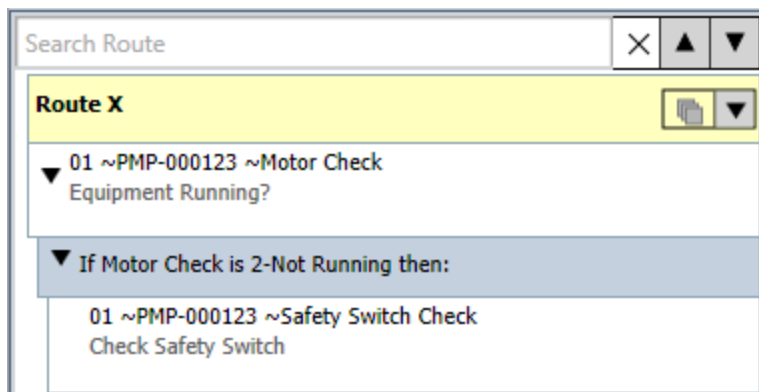 Search Route
Route X
01 ~PMP-000123 ~Motor Check
Equipment Running?
If Motor Check is 2-Not Running then:
01 ~PMP-000123 ~Safety Switch Check
Check Safety Switch